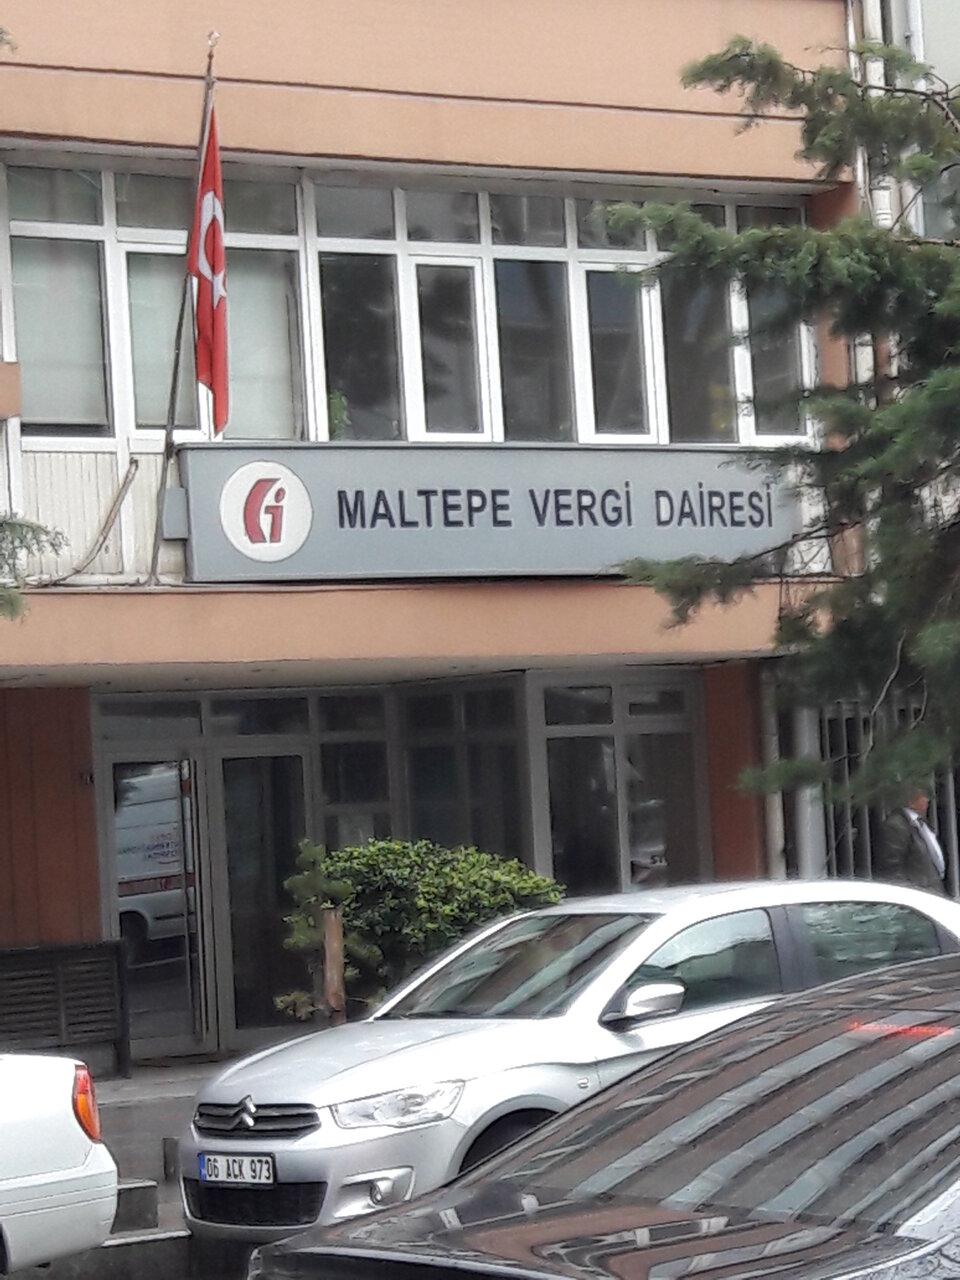 MALTEPE VERGİ DAİRESİ
06 ACK 973